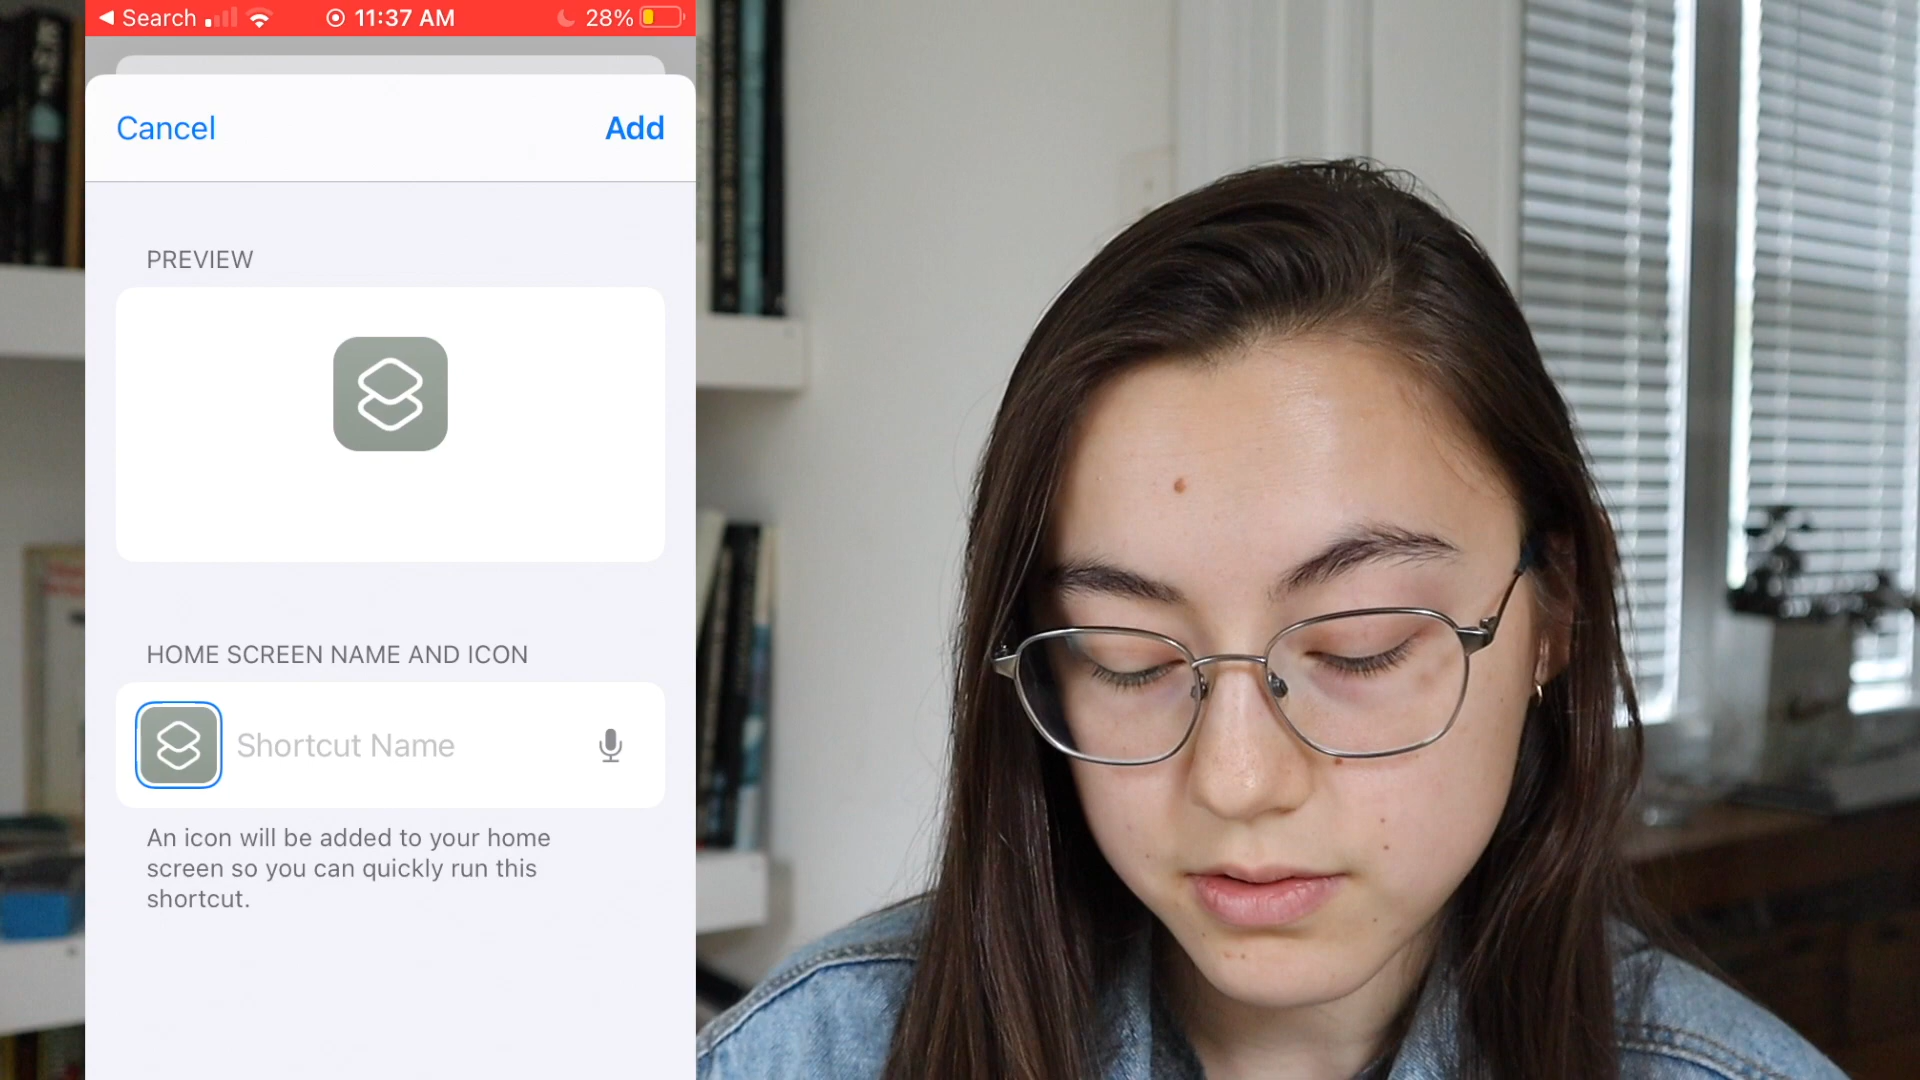 Search 11:37 AM 28%
Cancel Add
PREVIEW
HOME SCREEN NAME AND ICON
Shortcut Name
An icon will be added to your home
screen so you can quickly run this
shortcut.